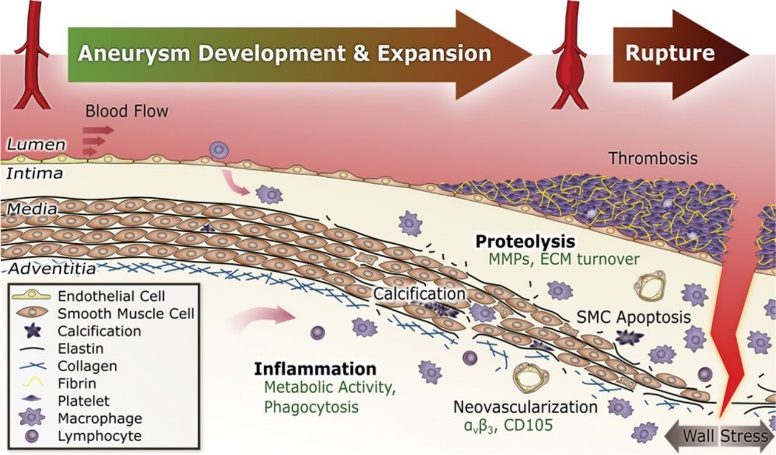 Aneurysm Development & Expansion
Rupture
Blood Flow
Lumen
Intima
Thrombosis
Media
Proteolysis
MMPs, ECM turnover
Adventitia
Calcification
SMC Apoptosis
Endothelial Cell
Smooth Muscle Cell
Calcification
Elastin
Collagen
Fibrin
Platelet
Macrophage
Lymphocyte
Inflammation
Metabolic Activity,
Phagocytosis
Neovascularization
αvβ3, CD105
Wall Stress